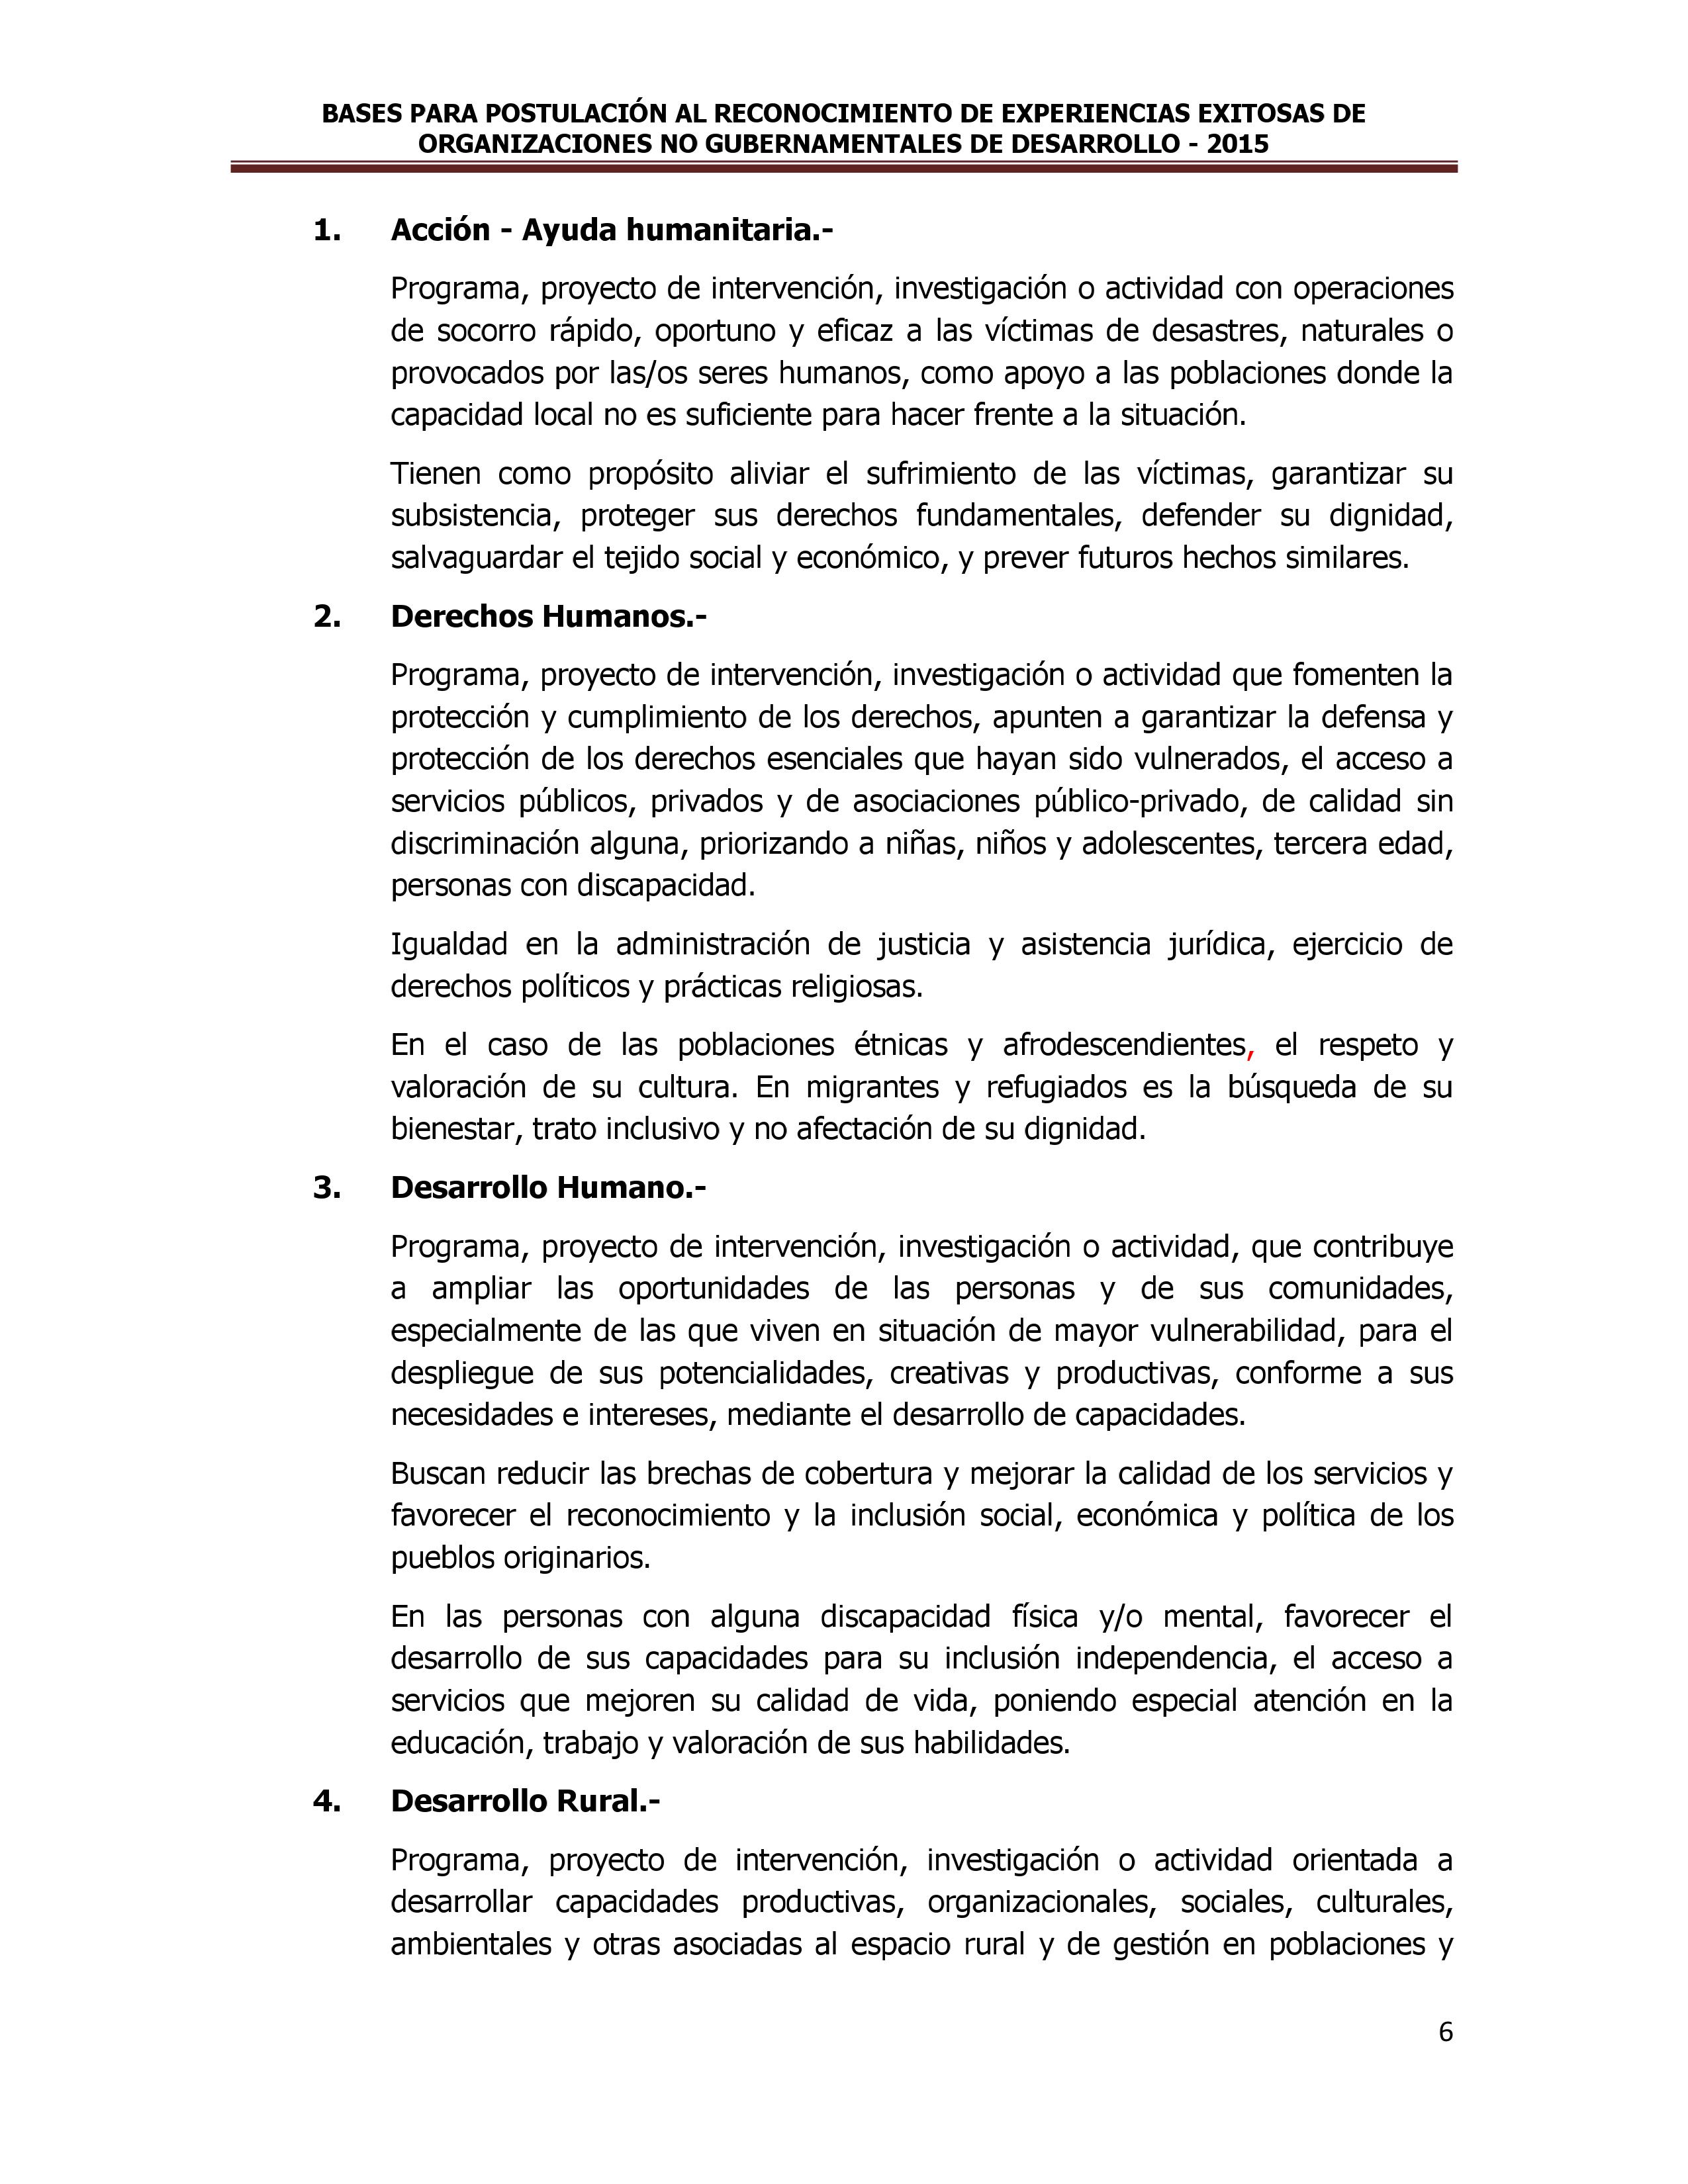 BASES PARA POSTULACIÓN AL RECONOCIMIENTO DE EXPERIENCIAS EXITOSAS DE
ORGANIZACIONES NO GUBERNAMENTALES DE DESARROLLO - 2015
1. Acción - Ayuda humanitaria.-
Programa, proyecto de intervención, investigación o actividad con operaciones
de socorro rápido, oportuno y eficaz a las víctimas de desastres, naturales o
provocados por las/os seres humanos, como apoyo a las poblaciones donde la
capacidad local no es suficiente para hacer frente a la situación.
Tienen como propósito aliviar el sufrimiento de las víctimas, garantizar su
subsistencia, proteger sus derechos fundamentales, defender su dignidad,
salvaguardar el tejido social y económico, y prever futuros hechos similares.
2. Derechos Humanos.-
Programa, proyecto de intervención, investigación o actividad que fomenten la
protección y cumplimiento de los derechos, apunten a garantizar la defensa y
protección de los derechos esenciales que hayan sido vulnerados, el acceso a
servicios públicos, privados y de asociaciones público-privado, de calidad sin
discriminación alguna, priorizando a niñas, niños y adolescentes, tercera edad,
personas con discapacidad.
Igualdad en la administración de justicia y asistencia jurídica, ejercicio de
derechos políticos y prácticas religiosas.
En el caso de las poblaciones étnicas y afrodescendientes, el respeto y
valoración de su cultura. En migrantes y refugiados es la búsqueda de su
bienestar, trato inclusivo y no afectación de su dignidad.
3. Desarrollo Humano.-
Programa, proyecto de intervención, investigación o actividad, que contribuye
a ampliar las oportunidades de las personas y de sus comunidades,
especialmente de las que viven en situación de mayor vulnerabilidad, para el
despliegue de sus potencialidades, creativas y productivas, conforme a sus
necesidades e intereses, mediante el desarrollo de capacidades.
Buscan reducir las brechas de cobertura y mejorar la calidad de los servicios y
favorecer el reconocimiento y la inclusión social, económica y política de los
pueblos originarios.
En las personas con alguna discapacidad física y/o mental, favorecer el
desarrollo de sus capacidades para su inclusión independencia, el acceso a
servicios que mejoren su calidad de vida, poniendo especial atención en la
educación, trabajo y valoración de sus habilidades.
4. Desarrollo Rural.-
Programa, proyecto de intervención, investigación o actividad orientada a
desarrollar capacidades productivas, organizacionales, sociales, culturales,
ambientales y otras asociadas al espacio rural y de gestión en poblaciones y
6